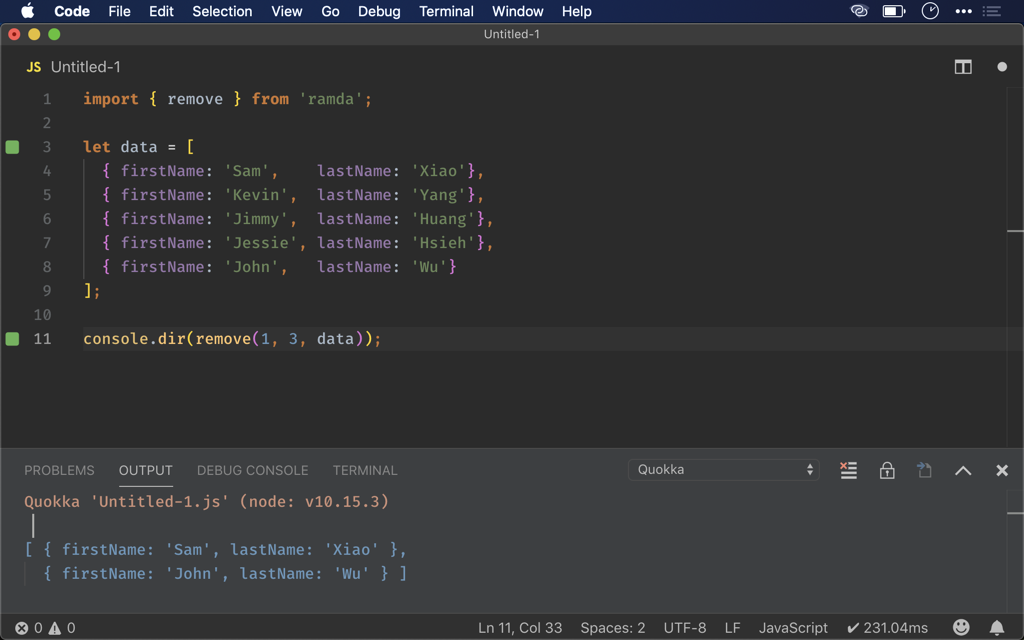 Code File Edit Selection View Go Debug Terminal Window Help
Untitled-1
JS Untitled-1
1 import { remove } from 'ramda';
2
3 let data = [
4   { firstName: 'Sam',    lastName: 'Xiao'},
5   { firstName: 'Kevin',  lastName: 'Yang'},
6   { firstName: 'Jimmy',  lastName: 'Huang'},
7   { firstName: 'Jessie', lastName: 'Hsieh'},
8   { firstName: 'John',   lastName: 'Wu'}
9 ];
10
11 console.dir(remove(1, 3, data));
PROBLEMS OUTPUT DEBUG CONSOLE TERMINAL Quokka
Quokka 'Untitled-1.js' (node: v10.15.3)
[ { firstName: 'Sam', lastName: 'Xiao' },
  { firstName: 'John', lastName: 'Wu' } ]
0 0 Ln 11, Col 33 Spaces: 2 UTF-8 LF JavaScript ✔ 231.04ms